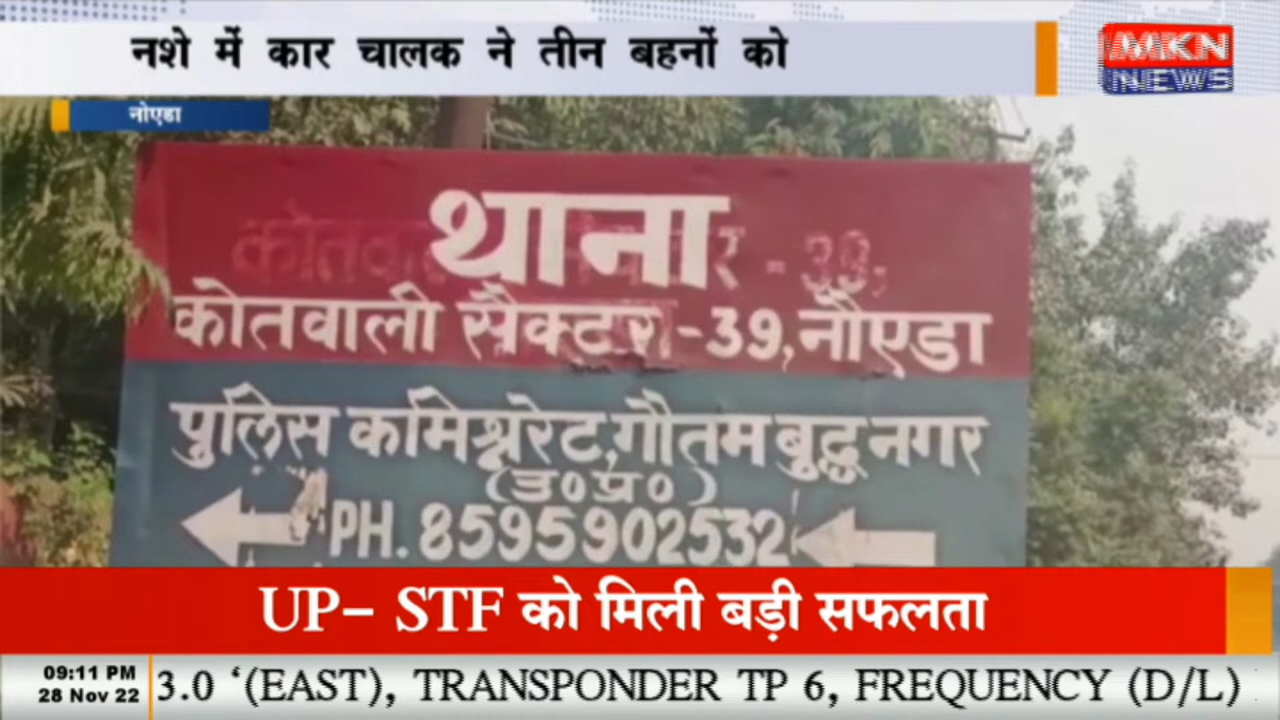 नशे में कार चालक ने तीन बहनों को
MKN
NEWS
नोएडा
थाना
कोतवाली सैक्टर-39,नौएडा
पुलिस कमिश्नरेट,गौतमबुद्ध नगर
(उ०प्र०)
PH. 8595902532
UP- STF को मिली बड़ी सफलता
09:11 PM
28 Nov 22
3.0 ‘(EAST), TRANSPONDER TP 6, FREQUENCY (D/L)